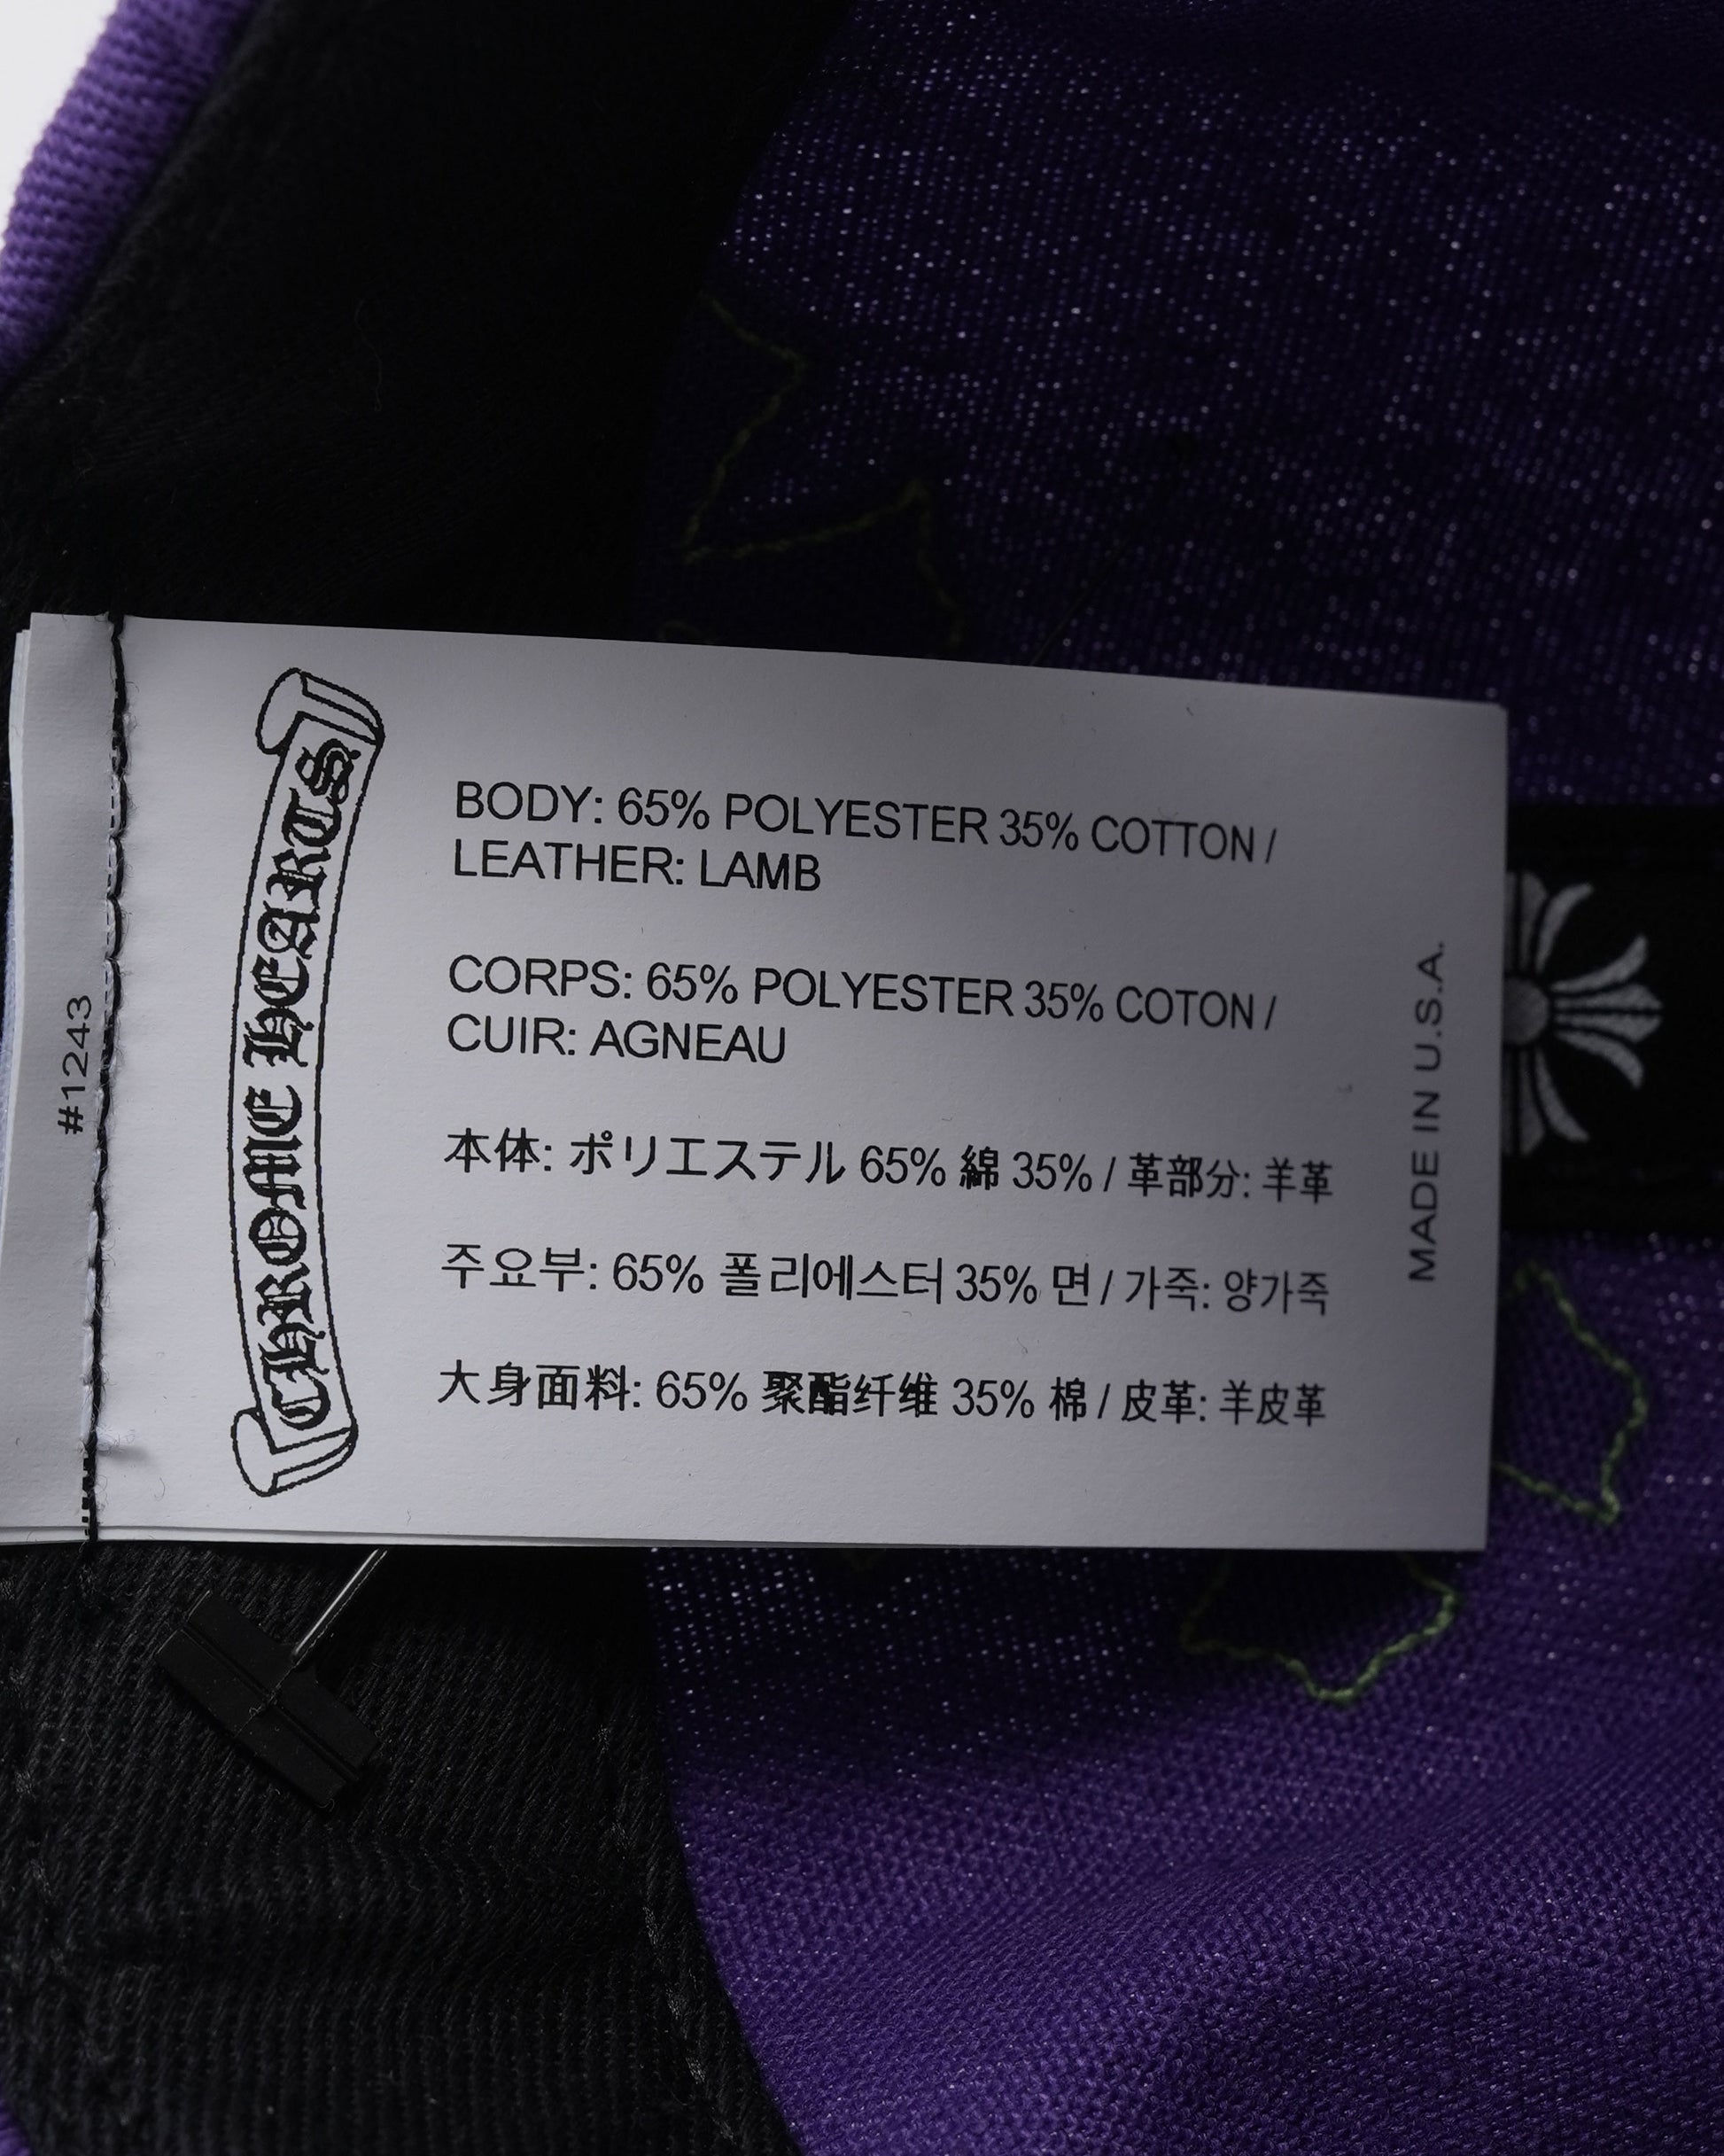 #1243
CHROME HEARTS
BODY: 65% POLYESTER 35% COTTON /
LEATHER: LAMB
CORPS: 65% POLYESTER 35% COTON /
CUIR: AGNEAU
本体: ポリエステル 65% 綿 35% / 革部分: 羊革
주요부: 65% 폴리에스터 35% 면 / 가죽: 양가죽
大身面料: 65% 聚酯纤维 35% 棉 / 皮革: 羊皮革
MADE IN U.S.A.